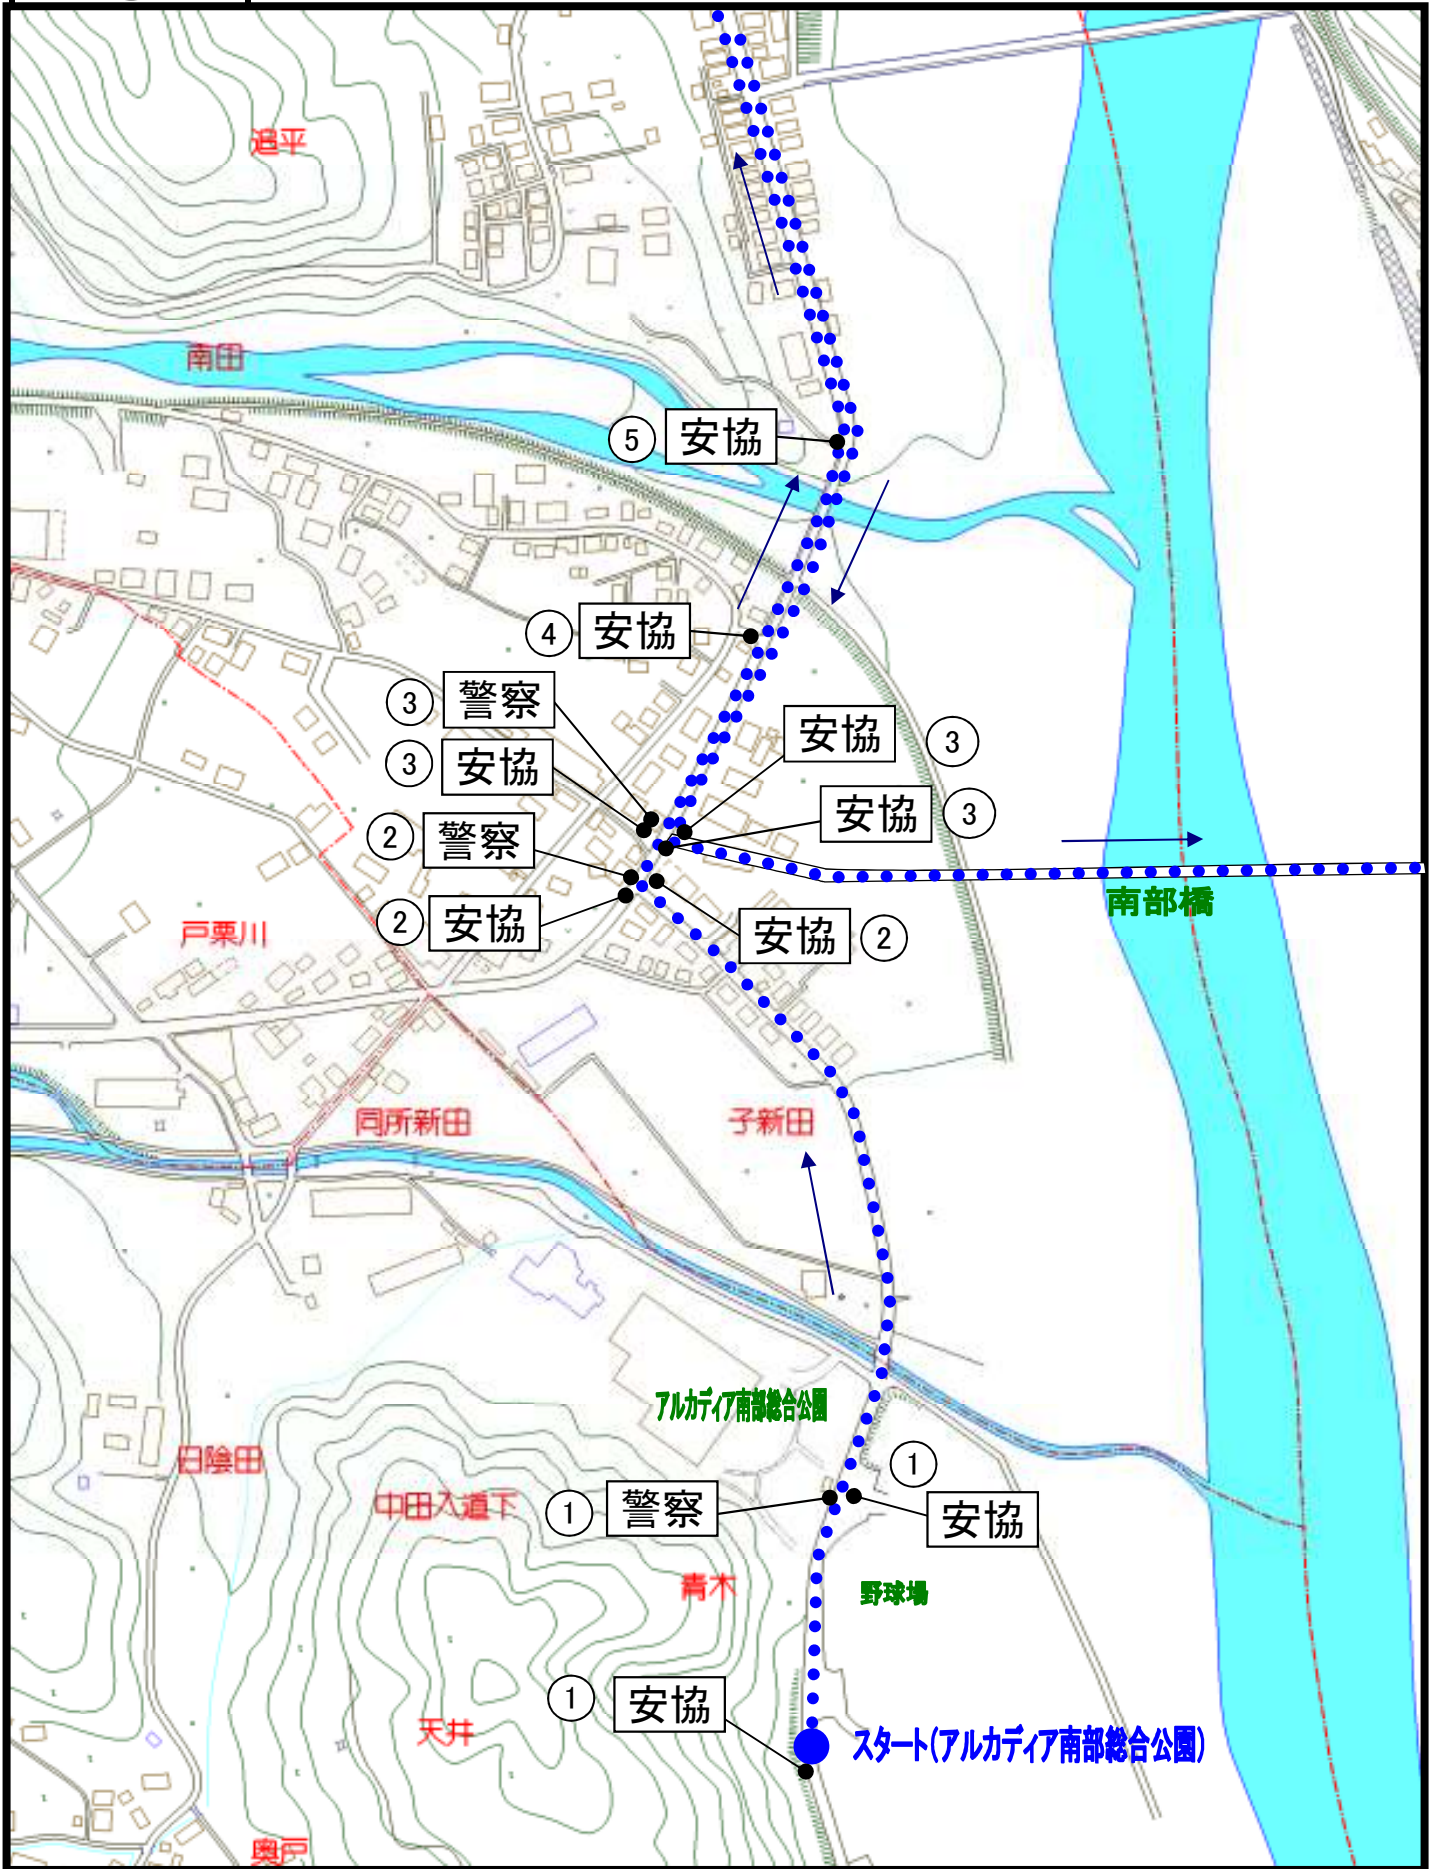 追平
南田
⑤ 安協
④ 安協
③ 警察
安協 ③
③ 安協
安協 ③
② 警察
南部橋
② 安協
安協 ②
戸栗川
同所新田
子新田
アルカディア南部総合公園
日陰田
①
中田入道下
① 警察
安協
青木
野球場
① 安協
天井
スタート(アルカディア南部総合公園)
奥戸